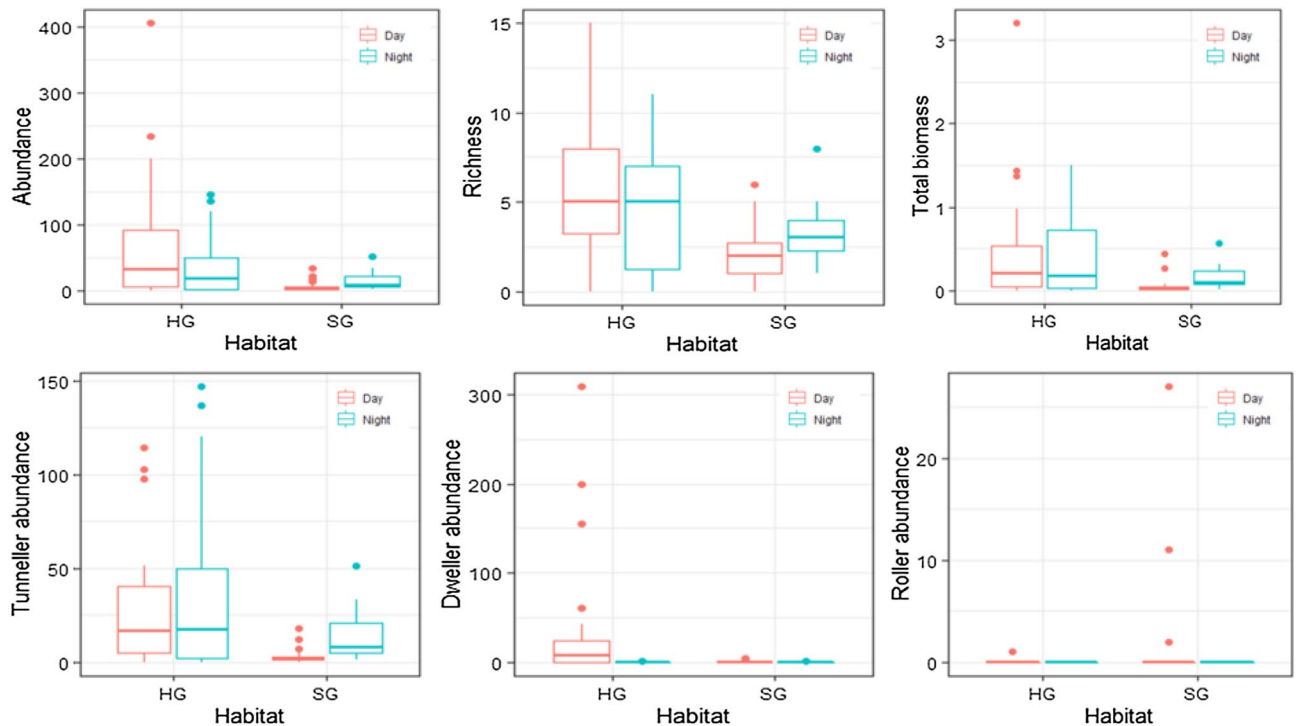 Abundance
400
300
200
100
0
Day
Night
HG
SG
Habitat
Richness
15
10
5
0
Day
Night
HG
SG
Habitat
Total biomass
3
2
1
0
Day
Night
HG
SG
Habitat
Tunneller abundance
150
100
50
0
Day
Night
HG
SG
Habitat
Dweller abundance
300
200
100
0
Day
Night
HG
SG
Habitat
Roller abundance
20
10
0
Day
Night
HG
SG
Habitat